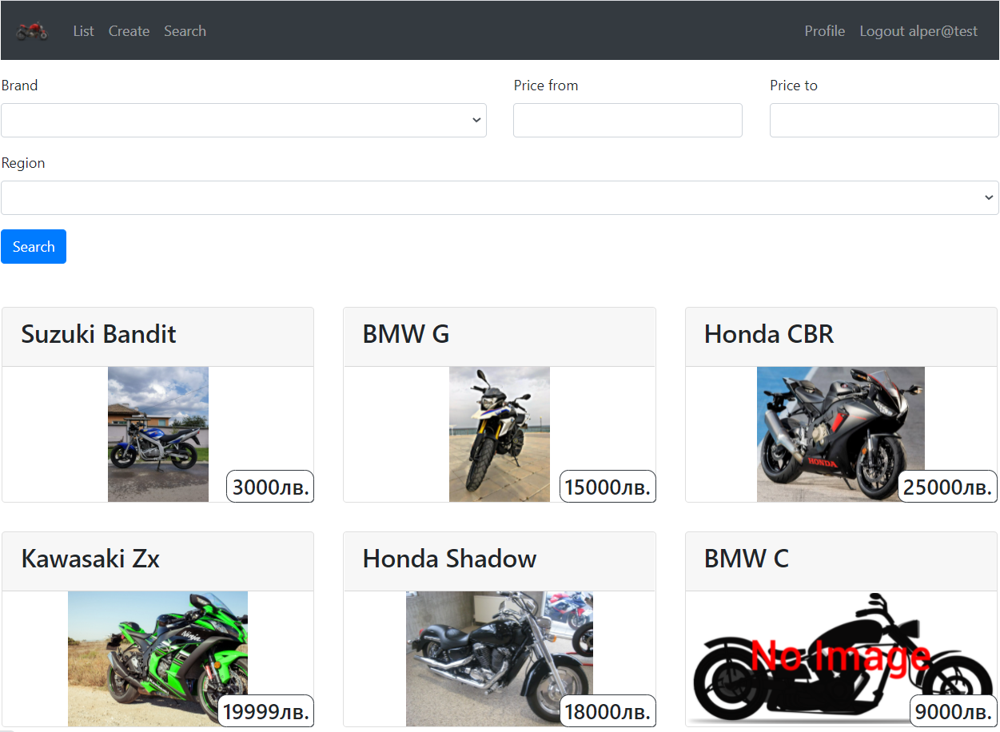 List Create Search Profile Logout alper@test
Brand Price from Price to
Region
Search
Suzuki Bandit
3000лв.
BMW G
15000лв.
Honda CBR
HONDA
25000лв.
Kawasaki Zx
Ninja
19999лв.
Honda Shadow
18000лв.
BMW C
No Image
9000лв.